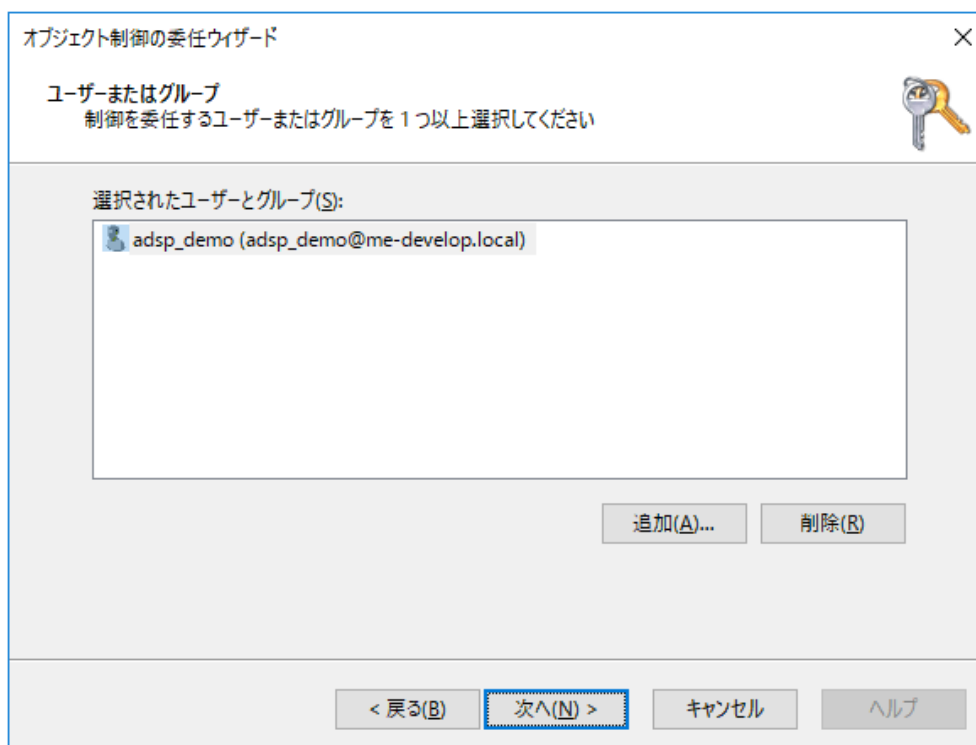 オブジェクト制御の委任ウィザード
ユーザーまたはグループ
制御を委任するユーザーまたはグループを 1 つ以上選択してください
選択されたユーザーとグループ(S):
adsp_demo (adsp_demo@me-develop.local)
追加(A)... 削除(R)
< 戻る(B) 次へ(N) > キャンセル ヘルプ